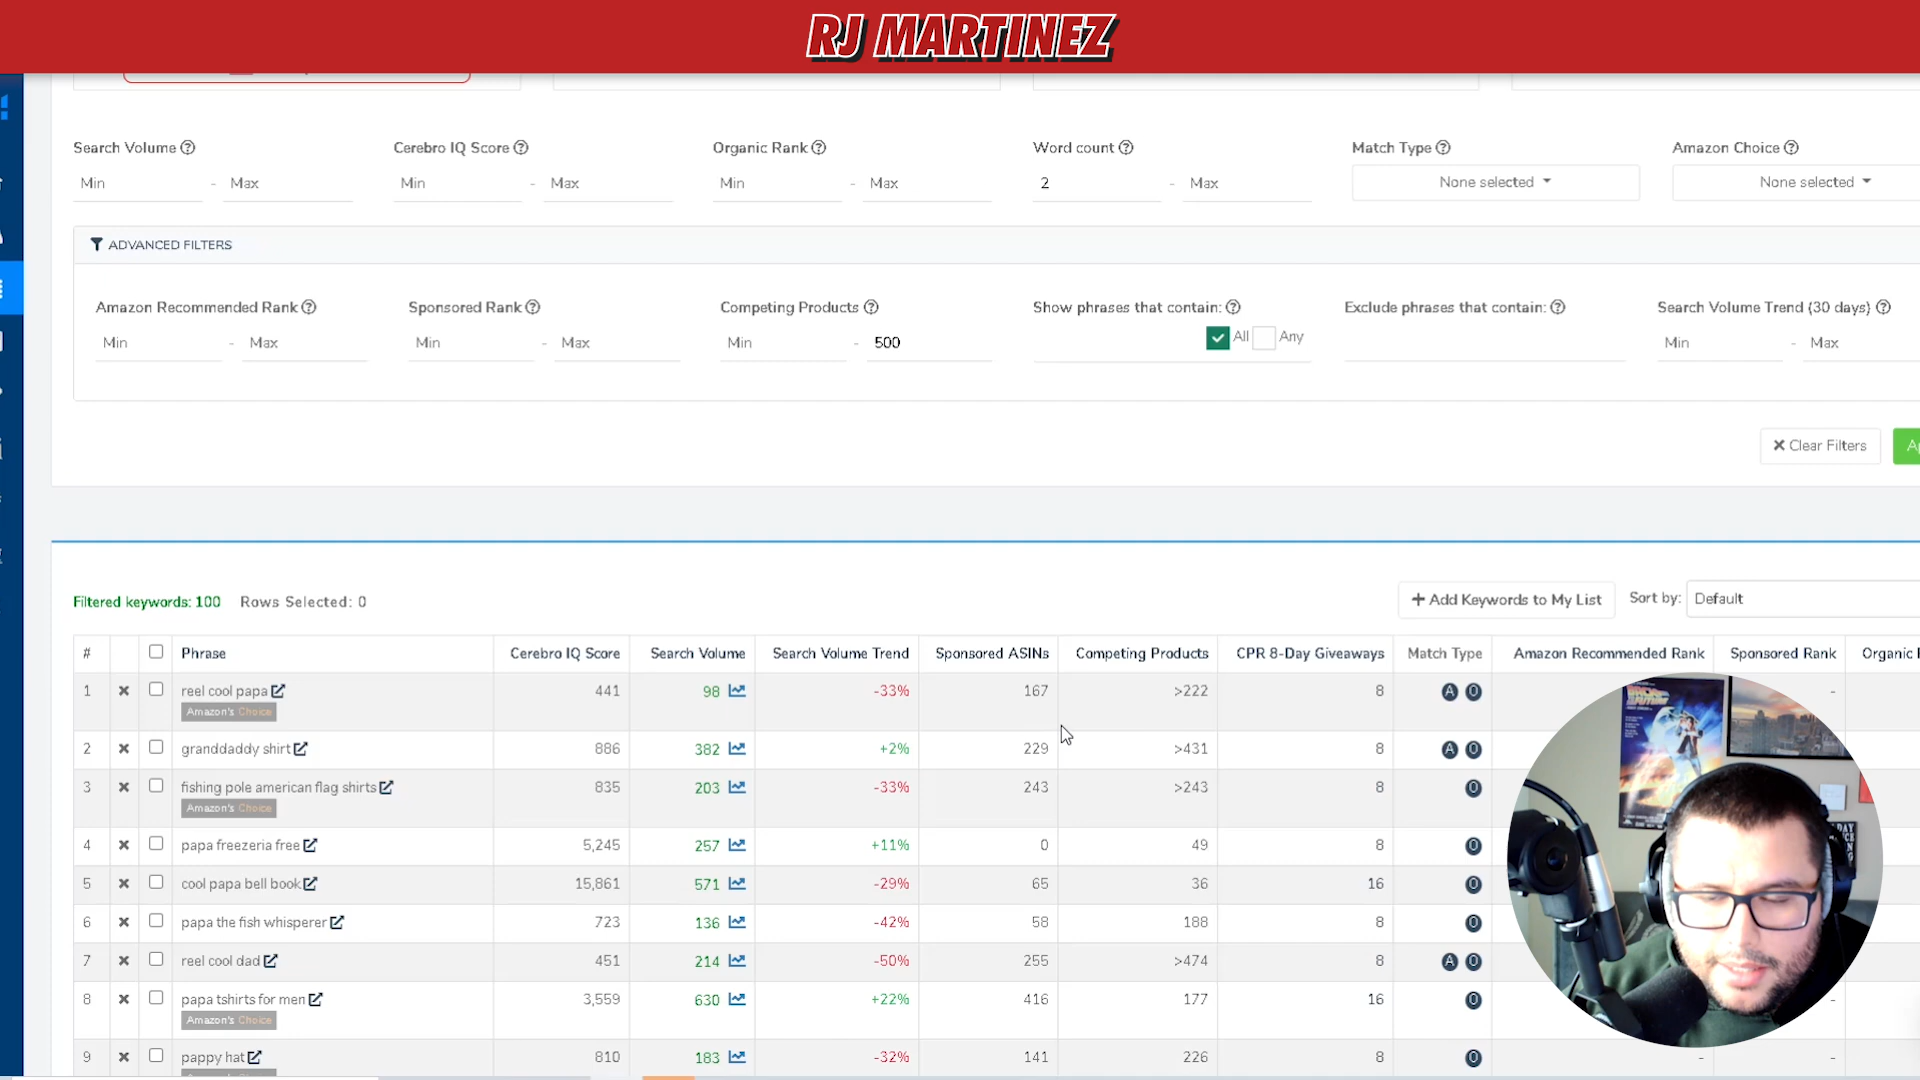 RJ MARTINEZ
Search Volume Cerebro IQ Score Organic Rank Word count Match Type Amazon Choice
Min - Max Min - Max Min - Max 2 - Max None selected None selected
ADVANCED FILTERS
Amazon Recommended Rank Sponsored Rank Competing Products Show phrases that contain: Exclude phrases that contain: Search Volume Trend (30 days)
Min - Max Min - Max Min - 500 All Any Min - Max
Clear Filters
Filtered keywords: 100 Rows Selected: 0 Add Keywords to My List Sort by: Default
# Phrase Cerebro IQ Score Search Volume Search Volume Trend Sponsored ASINs Competing Products CPR 8-Day Giveaways Match Type Amazon Recommended Rank Sponsored Rank Organic
1 reel cool papa 441 98 -33% 167 >222 8 A O -
Amazon's Choice
2 granddaddy shirt 886 382 +2% 229 >431 8 A O
3 fishing pole american flag shirts 835 203 -33% 243 >243 8 O
Amazon's Choice
4 papa freezeria free 5,245 257 +11% 0 49 8 O
5 cool papa bell book 15,861 571 -29% 65 36 16 O
6 papa the fish whisperer 723 136 -42% 58 188 8 O
7 reel cool dad 451 214 -50% 255 >474 8 A O
8 papa tshirts for men 3,559 630 +22% 416 177 16 O -
Amazon's Choice
9 pappy hat 810 183 -32% 141 226 8 O - -